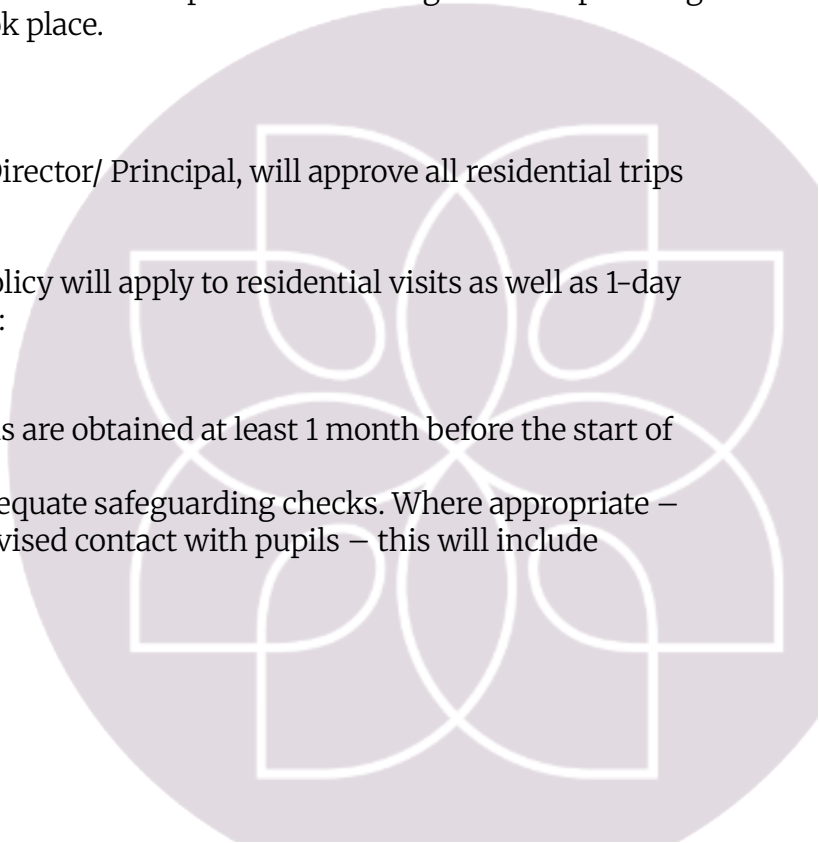 ok place.
Director/ Principal, will approve all residential trips
olicy will apply to residential visits as well as 1-day
:
s are obtained at least 1 month before the start of
equate safeguarding checks. Where appropriate –
vised contact with pupils – this will include